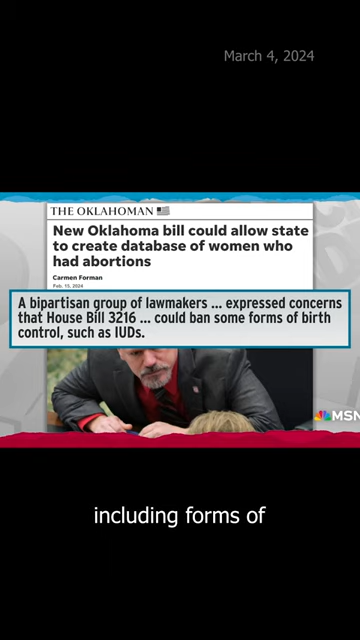 March 4, 2024
THE OKLAHOMAN
New Oklahoma bill could allow state
to create database of women who
had abortions
Carmen Forman
Feb. 15, 2024
A bipartisan group of lawmakers ... expressed concerns
that House Bill 3216 ... could ban some forms of birth
control, such as IUDs.
MSN
including forms of